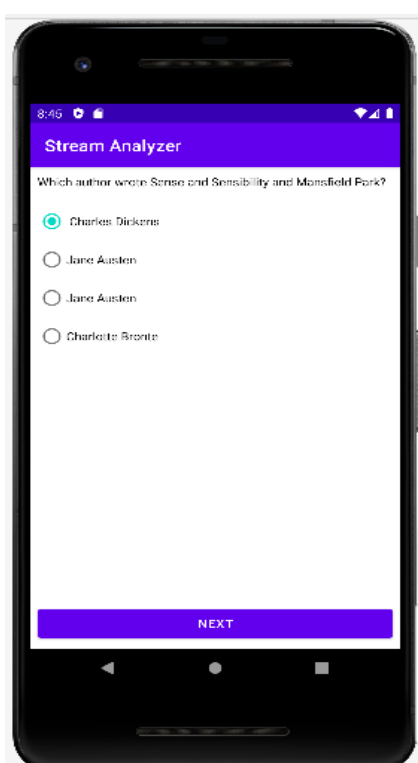 8:45
Stream Analyzer
Which author wrote Sense and Sensibility and Mansfield Park?
Charles Dickens
Jane Austen
Jane Austen
Charlotte Bronte
NEXT